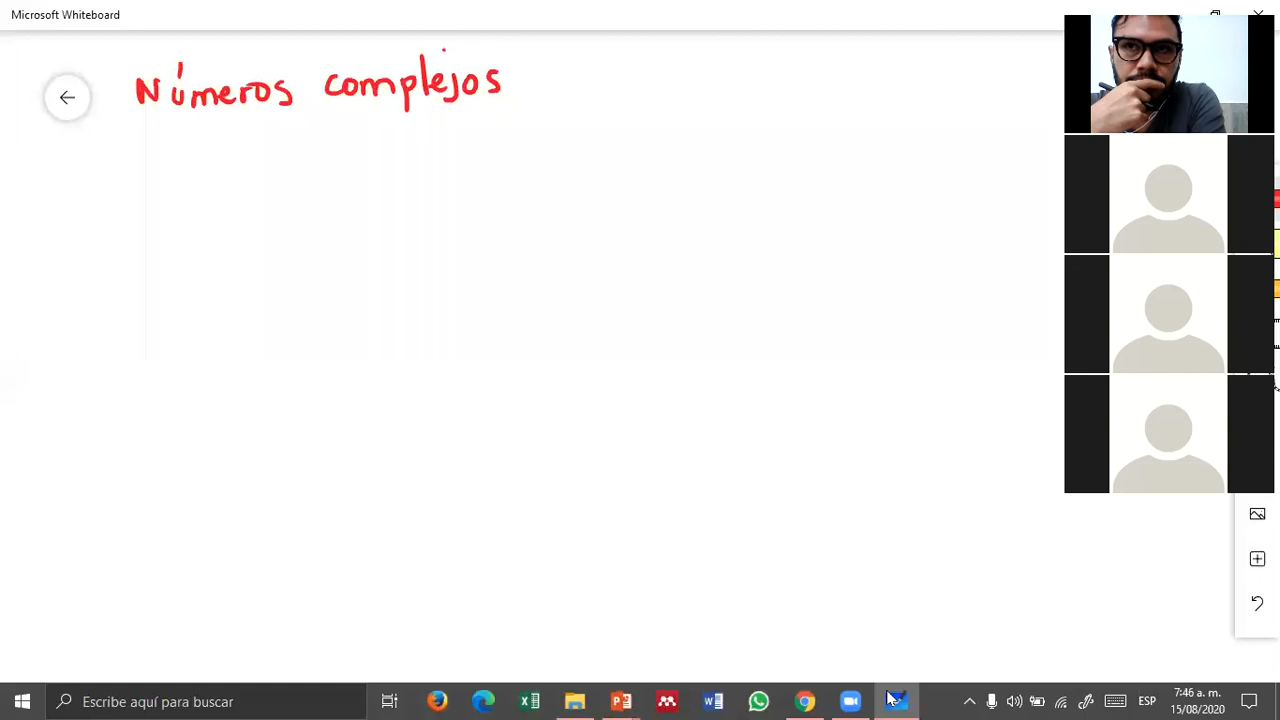 Microsoft Whiteboard
Números complejos
Escribe aquí para buscar
ESP
7:46 a. m.
15/08/2020